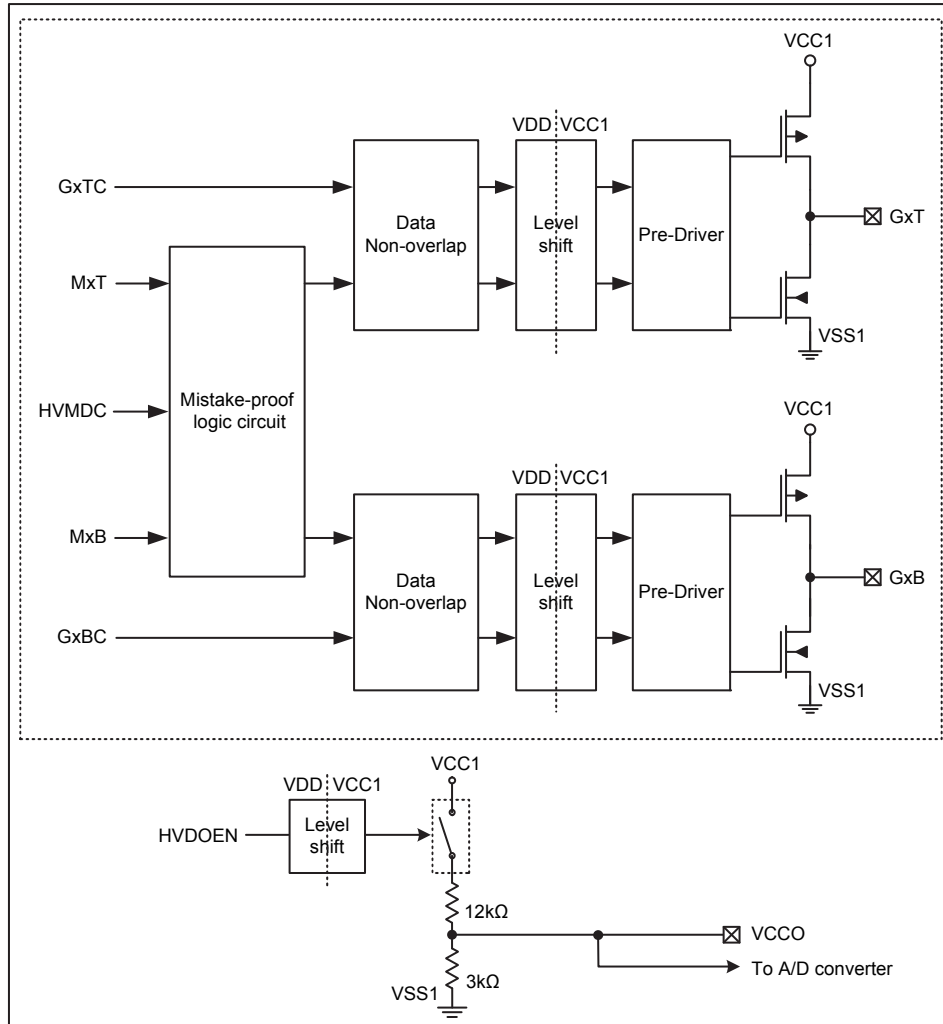 VCC1
VDD
VCC1
GxTC
Data
Non-overlap
Level
shift
Pre-Driver
GxT
MxT
VSS1
Mistake-proof
logic circuit
HVMDC
VCC1
VDD
VCC1
MxB
Data
Non-overlap
Level
shift
Pre-Driver
GxB
GxBC
VSS1
VCC1
VDD
VCC1
HVDOEN
Level
shift
12kΩ
VCCO
To A/D converter
3kΩ
VSS1